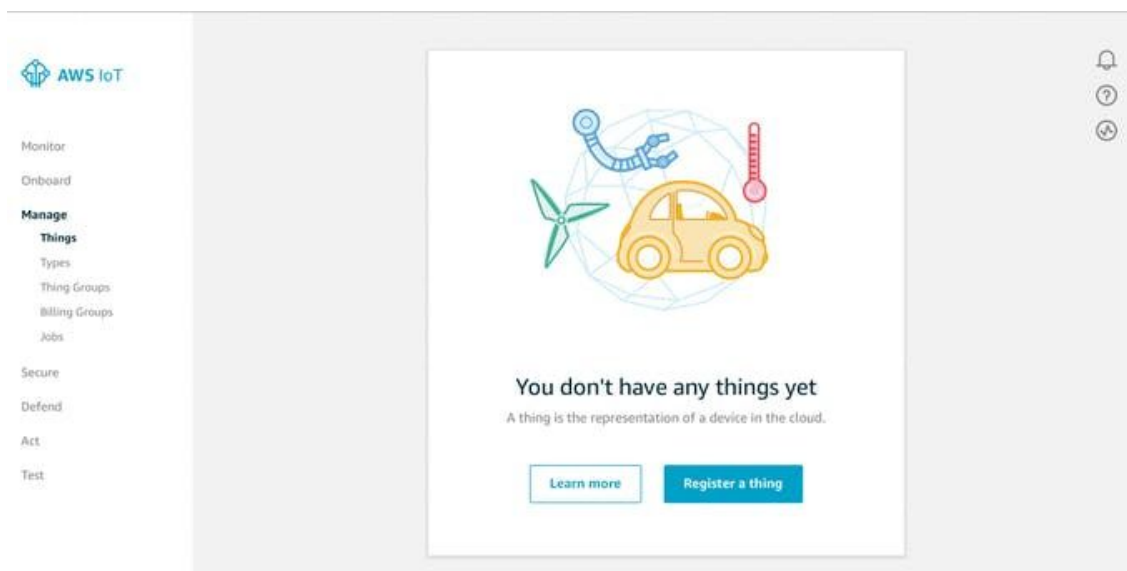 AWS IoT
Monitor
Onboard
Manage
Things
Types
Thing Groups
Billing Groups
Jobs
Secure
Defend
Act
Test
You don't have any things yet
A thing is the representation of a device in the cloud.
Learn more
Register a thing